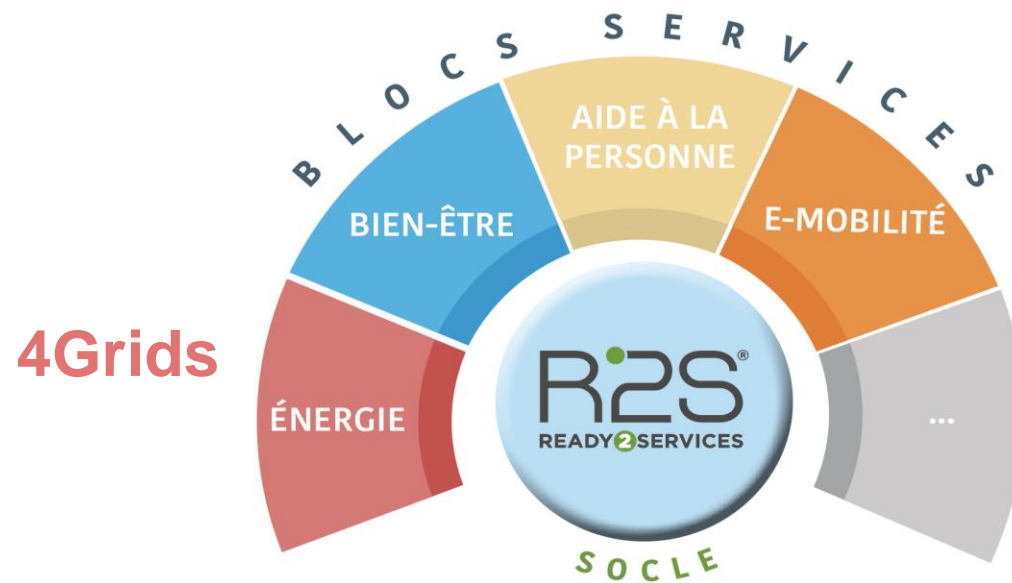 BLOCS SERVICES
AIDE À LA
PERSONNE
BIEN-ÊTRE
E-MOBILITÉ
4Grids
ÉNERGIE
...
R2S®
READY2SERVICES
SOCLE